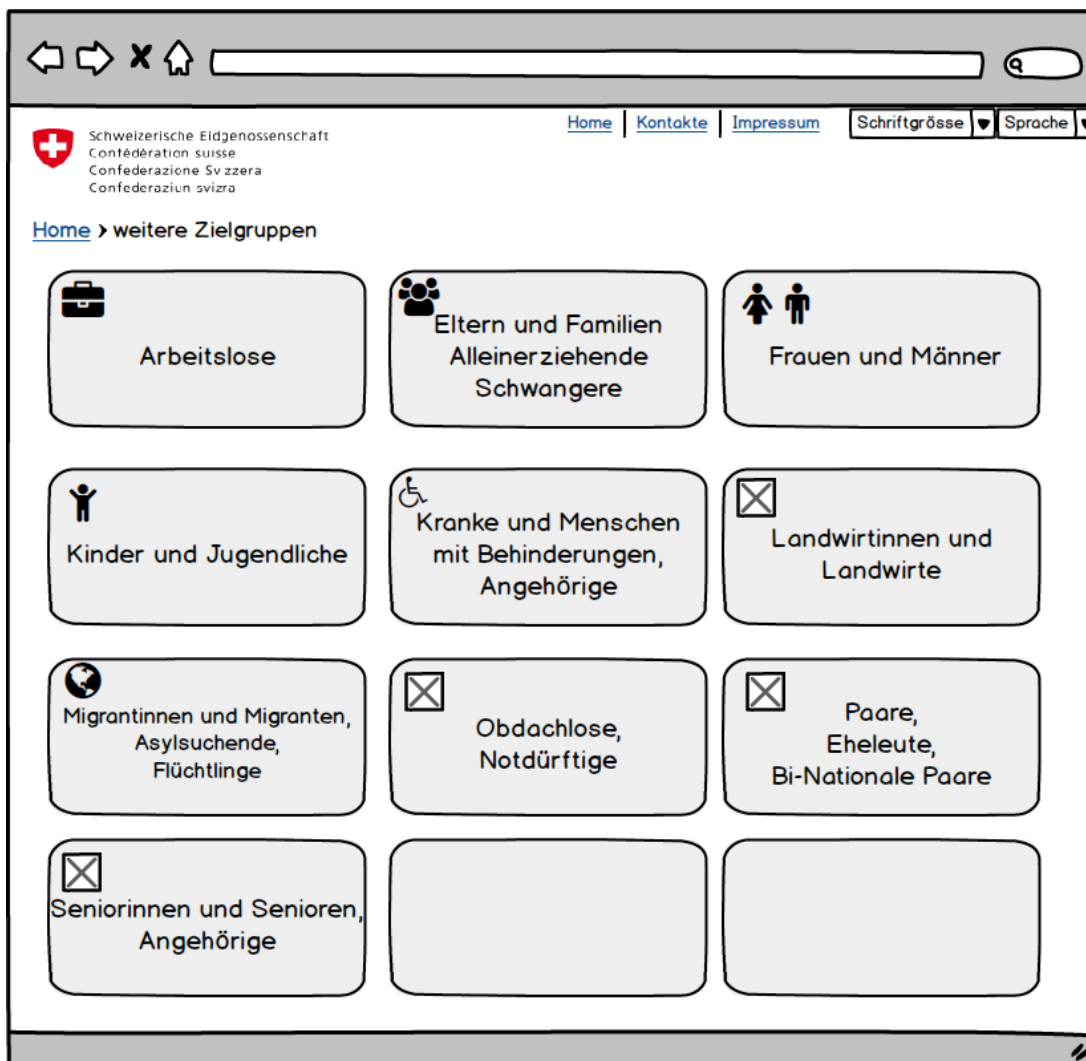 Home Kontakte Impressum Schriftgrösse Sprache
Schweizerische Eidgenossenschaft
Confédération suisse
Confederazione Svizzera
Confederaziun svizra
Home › weitere Zielgruppen
Arbeitslose
Eltern und Familien
Alleinerziehende
Schwangere
Frauen und Männer
Kinder und Jugendliche
Kranke und Menschen
mit Behinderungen,
Angehörige
Landwirtinnen und
Landwirte
Migrantinnen und Migranten,
Asylsuchende,
Flüchtlinge
Obdachlose,
Notdürftige
Paare,
Eheleute,
Bi-Nationale Paare
Seniorinnen und Senioren,
Angehörige